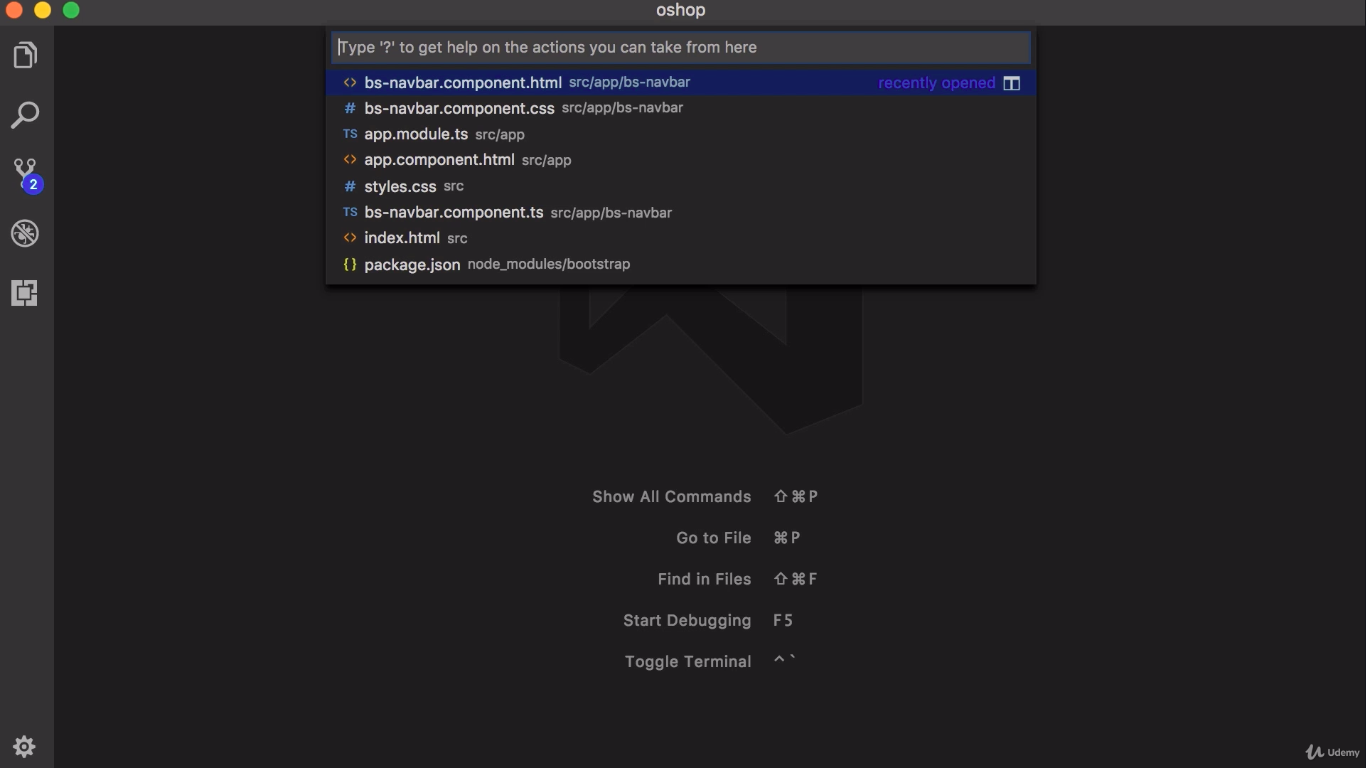 oshop
Type '?' to get help on the actions you can take from here
<> bs-navbar.component.html src/app/bs-navbar recently opened
# bs-navbar.component.css src/app/bs-navbar
TS app.module.ts src/app
<> app.component.html src/app
# styles.css src
TS bs-navbar.component.ts src/app/bs-navbar
<> index.html src
{} package.json node_modules/bootstrap
2
Show All Commands ⇧⌘P
Go to File ⌘P
Find in Files ⇧⌘F
Start Debugging F5
Toggle Terminal ^`
Udemy